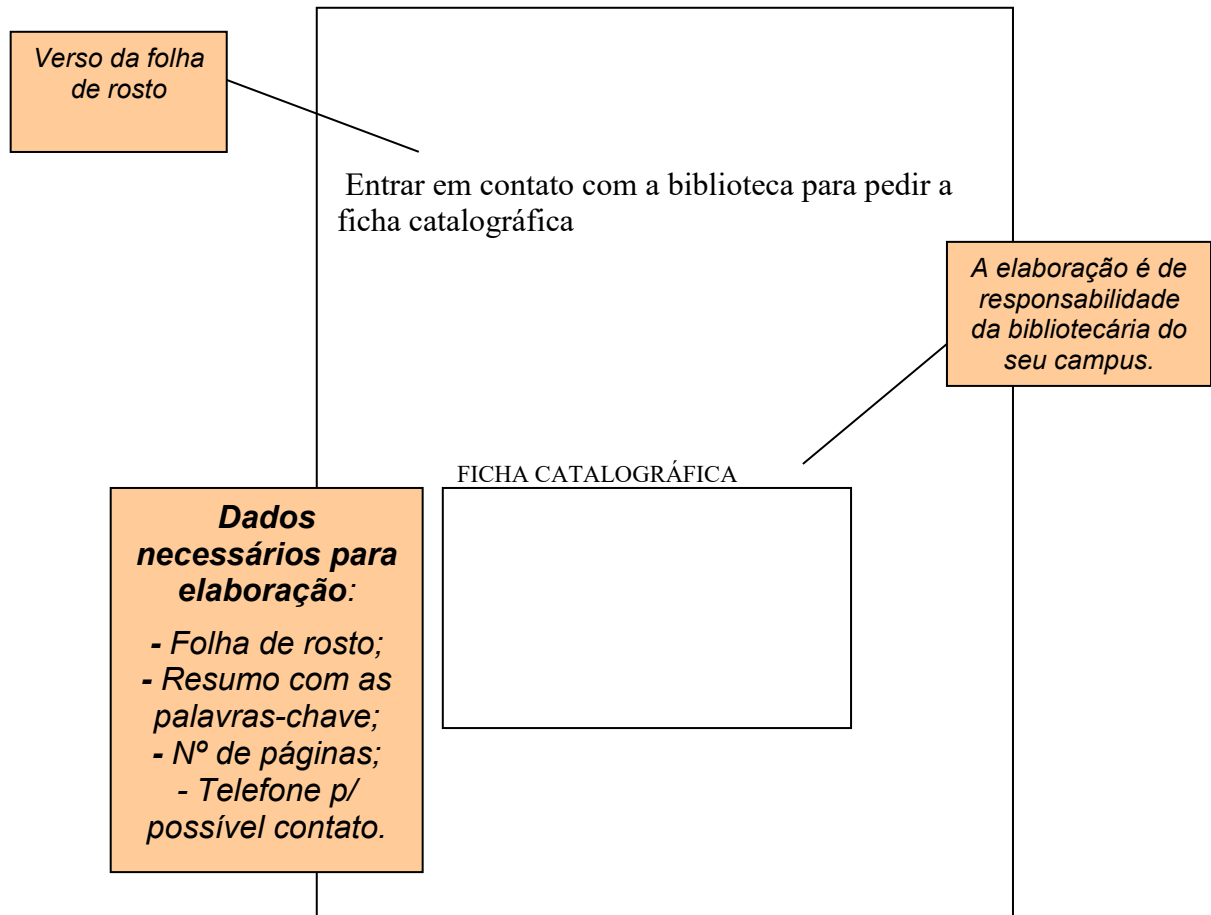 Verso da folha
de rosto
Entrar em contato com a biblioteca para pedir a
ficha catalográfica
A elaboração é de
responsabilidade
da bibliotecária do
seu campus.
FICHA CATALOGRÁFICA
Dados
necessários para
elaboração:
- Folha de rosto;
- Resumo com as
palavras-chave;
- Nº de páginas;
- Telefone p/
possível contato.